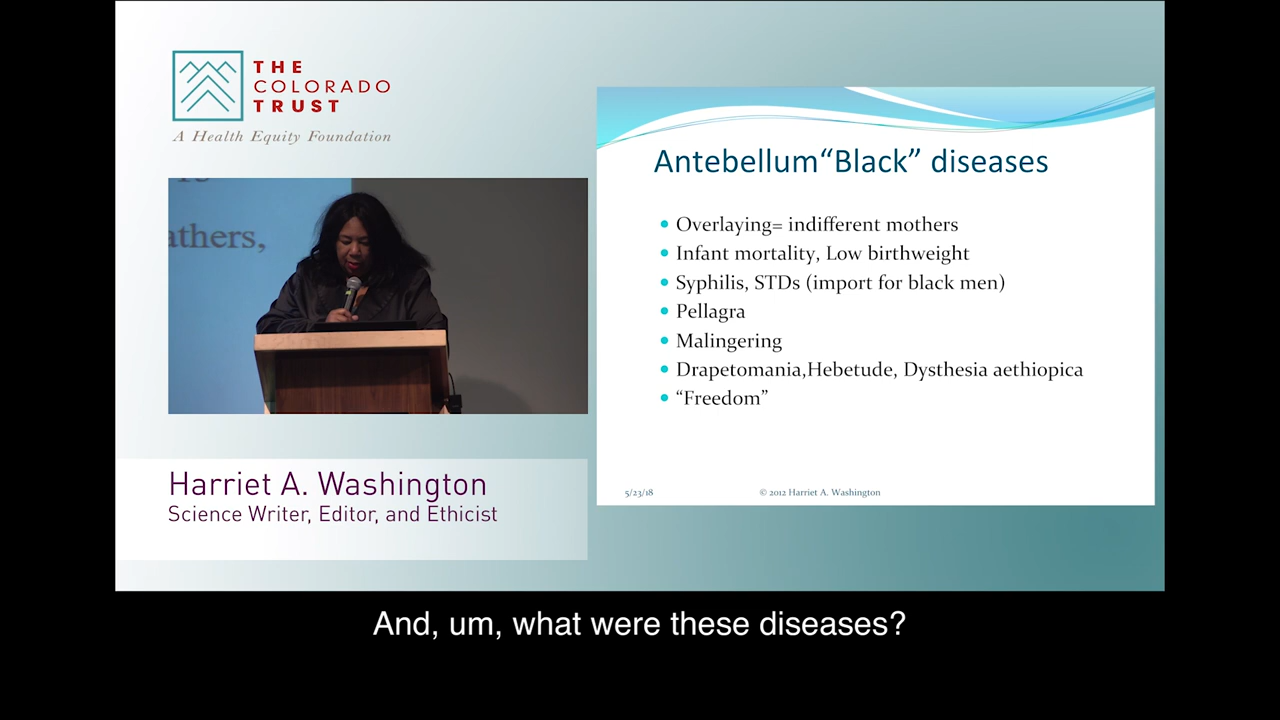 THE
COLORADO
TRUST
A Health Equity Foundation
athers,
Harriet A. Washington
Science Writer, Editor, and Ethicist
Antebellum“Black” diseases
Overlaying= indifferent mothers
Infant mortality, Low birthweight
Syphilis, STDs (import for black men)
Pellagra
Malingering
Drapetomania,Hebetude, Dysthesia aethiopica
“Freedom”
5/23/18
© 2012 Harriet A. Washington
And, um, what were these diseases?